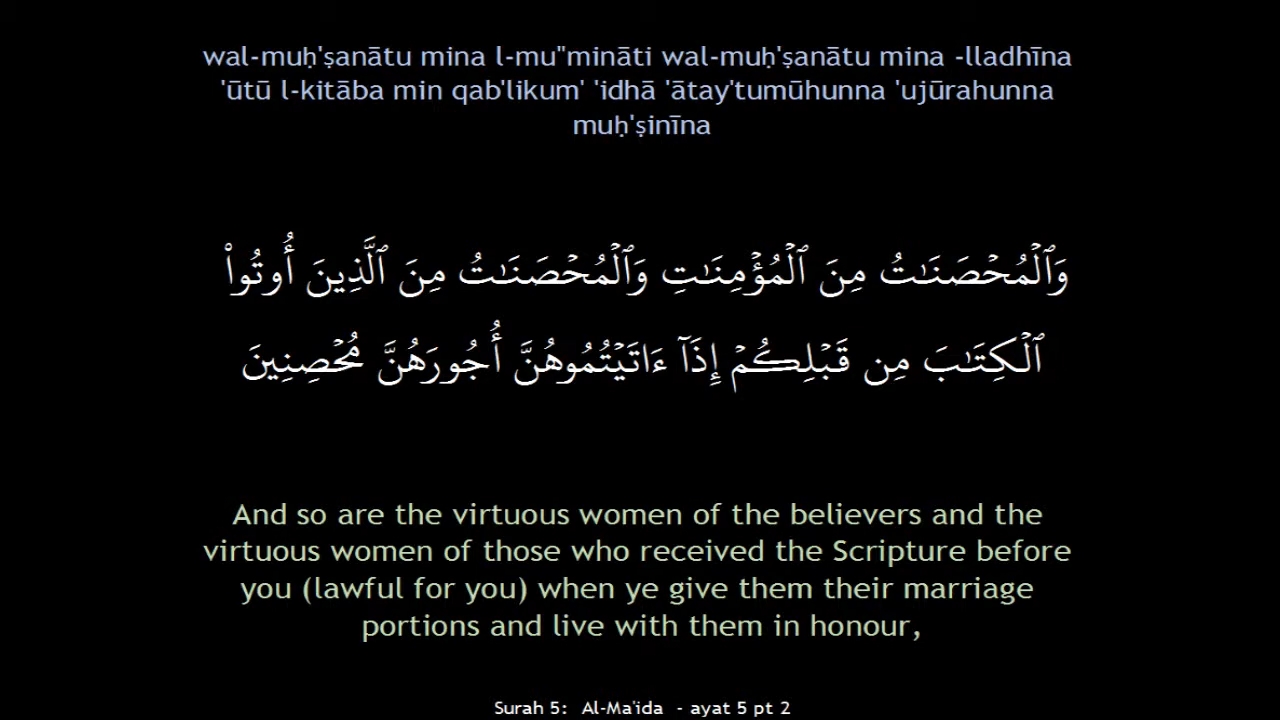 wal-muḥ'ṣanātu mina l-mu"mināti wal-muḥ'ṣanātu mina -lladhīna
'ūtū l-kitāba min qab'likum' 'idhā 'ātay'tumūhunna 'ujūrahunna
muḥ'ṣinīna
وَٱلۡمُحۡصَنَـٰتُ مِنَ ٱلۡمُؤۡمِنَـٰتِ وَٱلۡمُحۡصَنَـٰتُ مِنَ ٱلَّذِينَ أُوتُواْ
ٱلۡكِتَـٰبَ مِن قَبۡلِكُمۡ إِذَآ ءَاتَيۡتُمُوهُنَّ أُجُورَهُنَّ مُحۡصِنِينَ
And so are the virtuous women of the believers and the
virtuous women of those who received the Scripture before
you (lawful for you) when ye give them their marriage
portions and live with them in honour,
Surah 5: Al-Ma'ida - ayat 5 pt 2